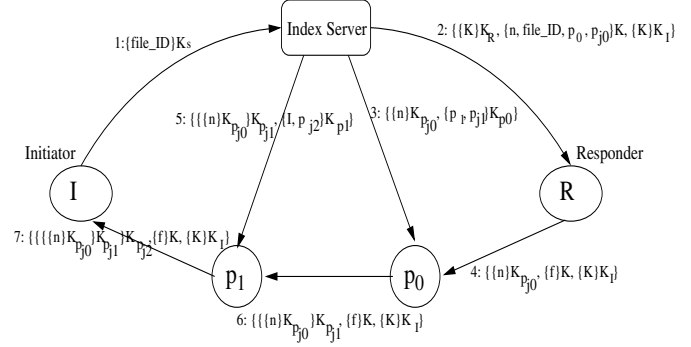 Index Server
1:{file_ID}Ks
2: {{K}K_R, {n, file_ID, p_0, p_j0}K, {K}K_I}
5: {{{n}K_pj0}K_pj1, {I, p_j2}K_p1}
3: {{n}K_pj0, {p_1, p_j1}K_p0}
Initiator
Responder
I
R
7: {{{{n}K_pj0}K_pj1}K_pj2, {f}K, {K}K_I}
p_1
p_0
4: {{n}K_pj0, {f}K, {K}K_I}
6: {{{n}K_pj0}K_pj1, {f}K, {K}K_I}